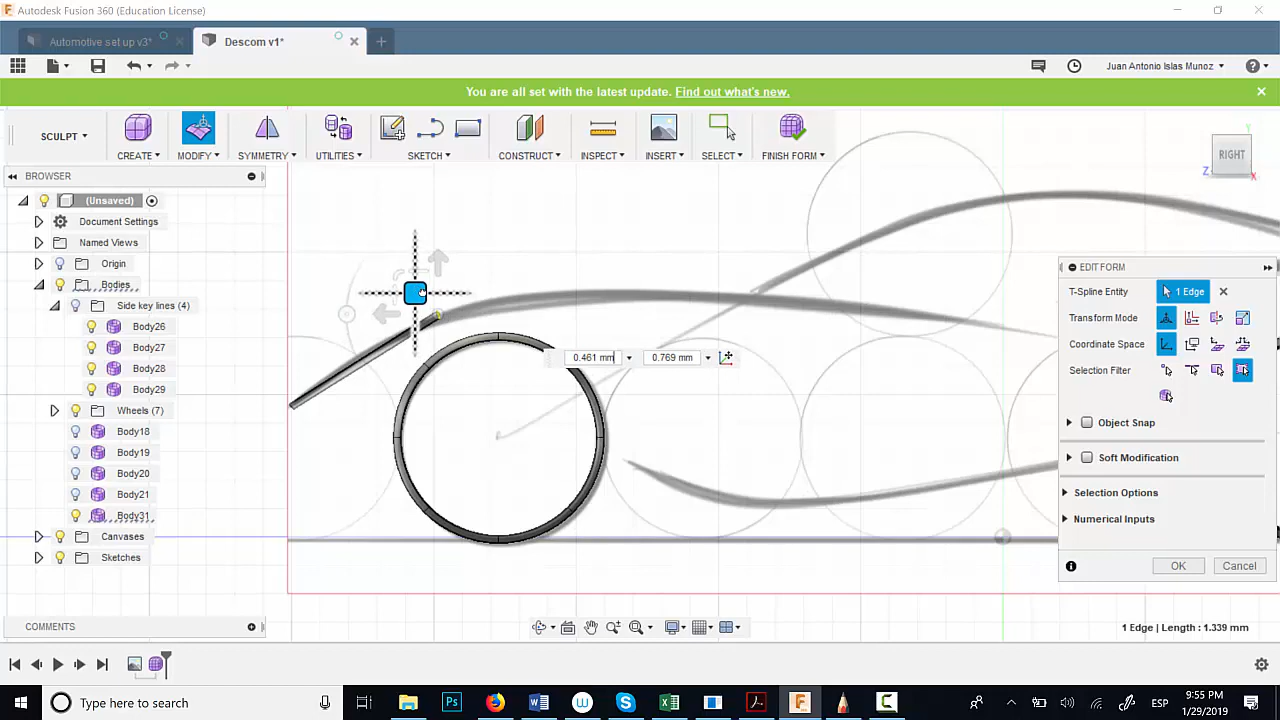 Autodesk Fusion 360 (Education License)
Automotive set up v3*
Descom v1*
Juan Antonio Islas Munoz
You are all set with the latest update. Find out what's new.
SCULPT
CREATE
MODIFY
SYMMETRY
UTILITIES
SKETCH
CONSTRUCT
INSPECT
INSERT
SELECT
FINISH FORM
BROWSER
(Unsaved)
Document Settings
Named Views
Origin
Bodies
Side key lines (4)
Body26
Body27
Body28
Body29
Wheels (7)
Body18
Body19
Body20
Body21
Body31
Canvases
Sketches
COMMENTS
Y
RIGHT
Z
X
0.461 mm
0.769 mm
EDIT FORM
T-Spline Entity
1 Edge
Transform Mode
Coordinate Space
Selection Filter
Object Snap
Soft Modification
Selection Options
Numerical Inputs
OK
Cancel
1 Edge | Length : 1.339 mm
Type here to search
ESP
9:55 PM
1/29/2019